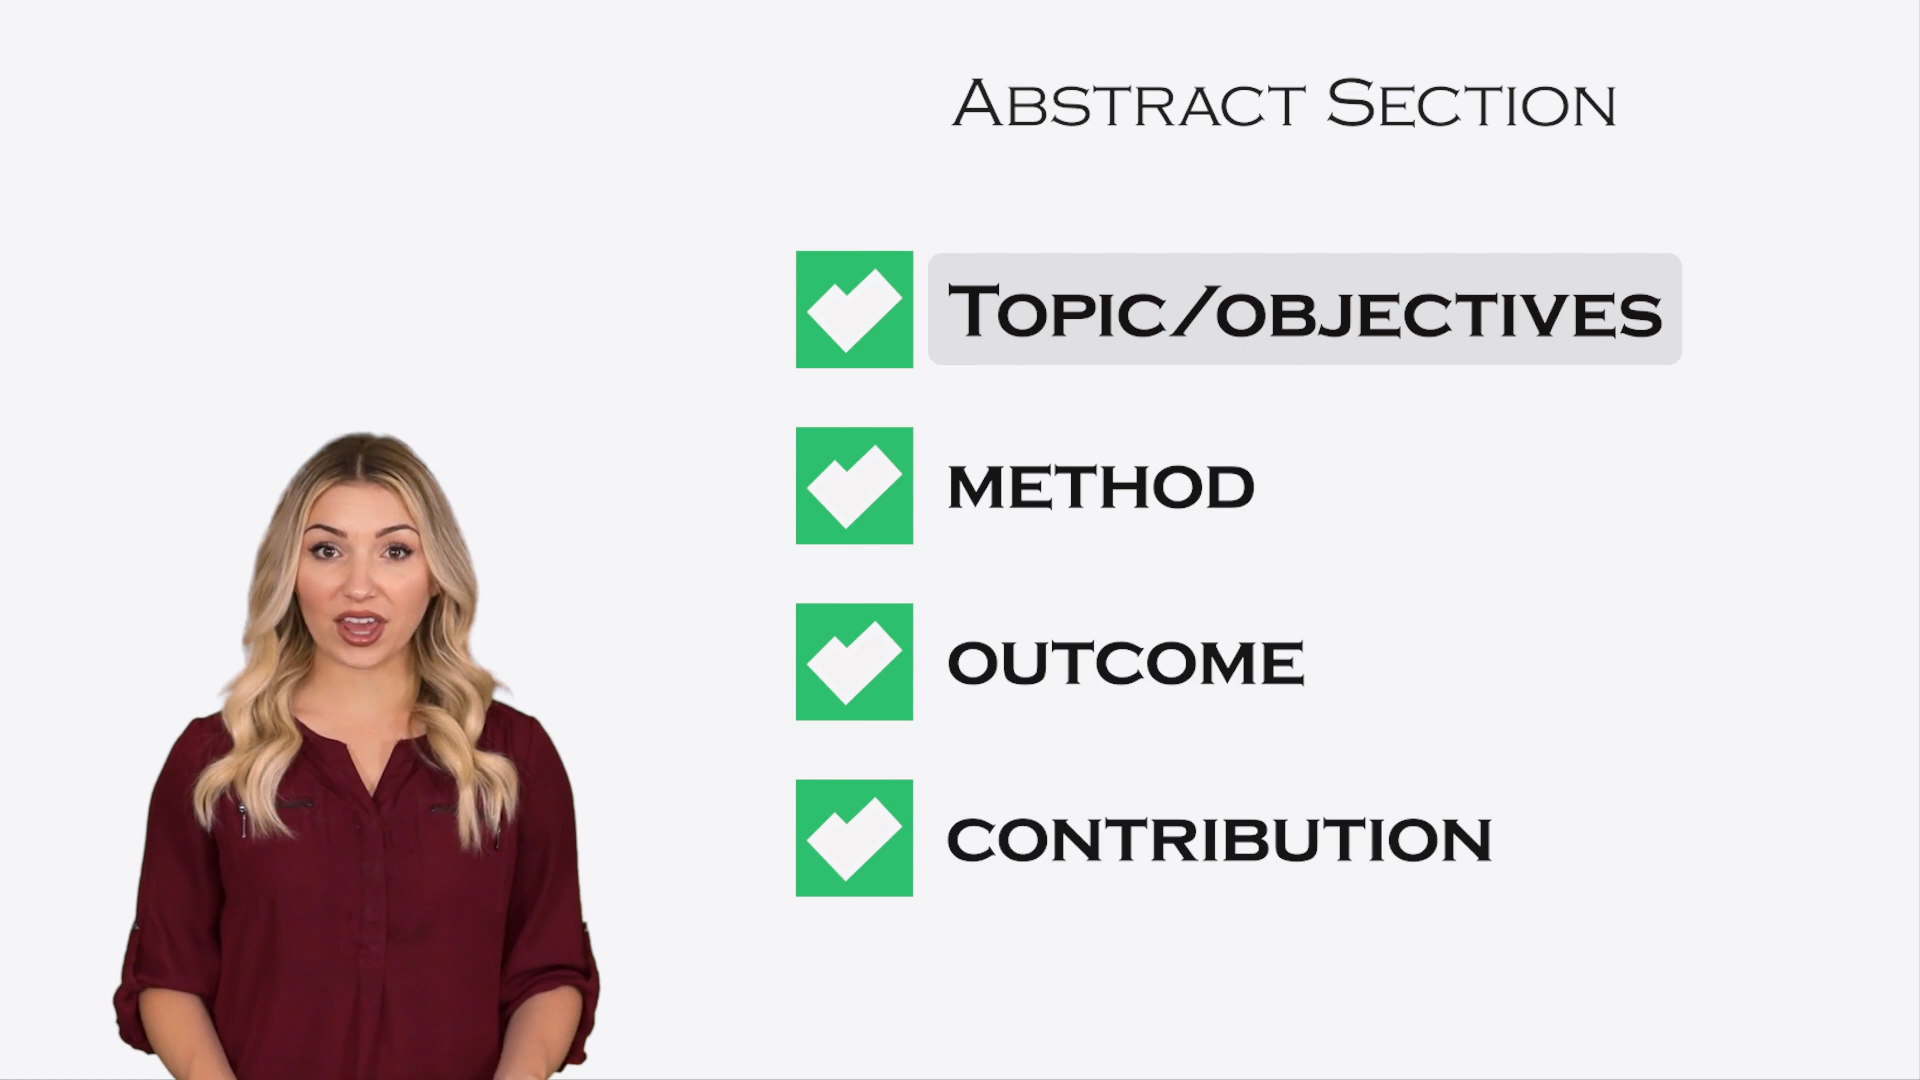 Abstract Section
Topic/objectives
method
outcome
contribution